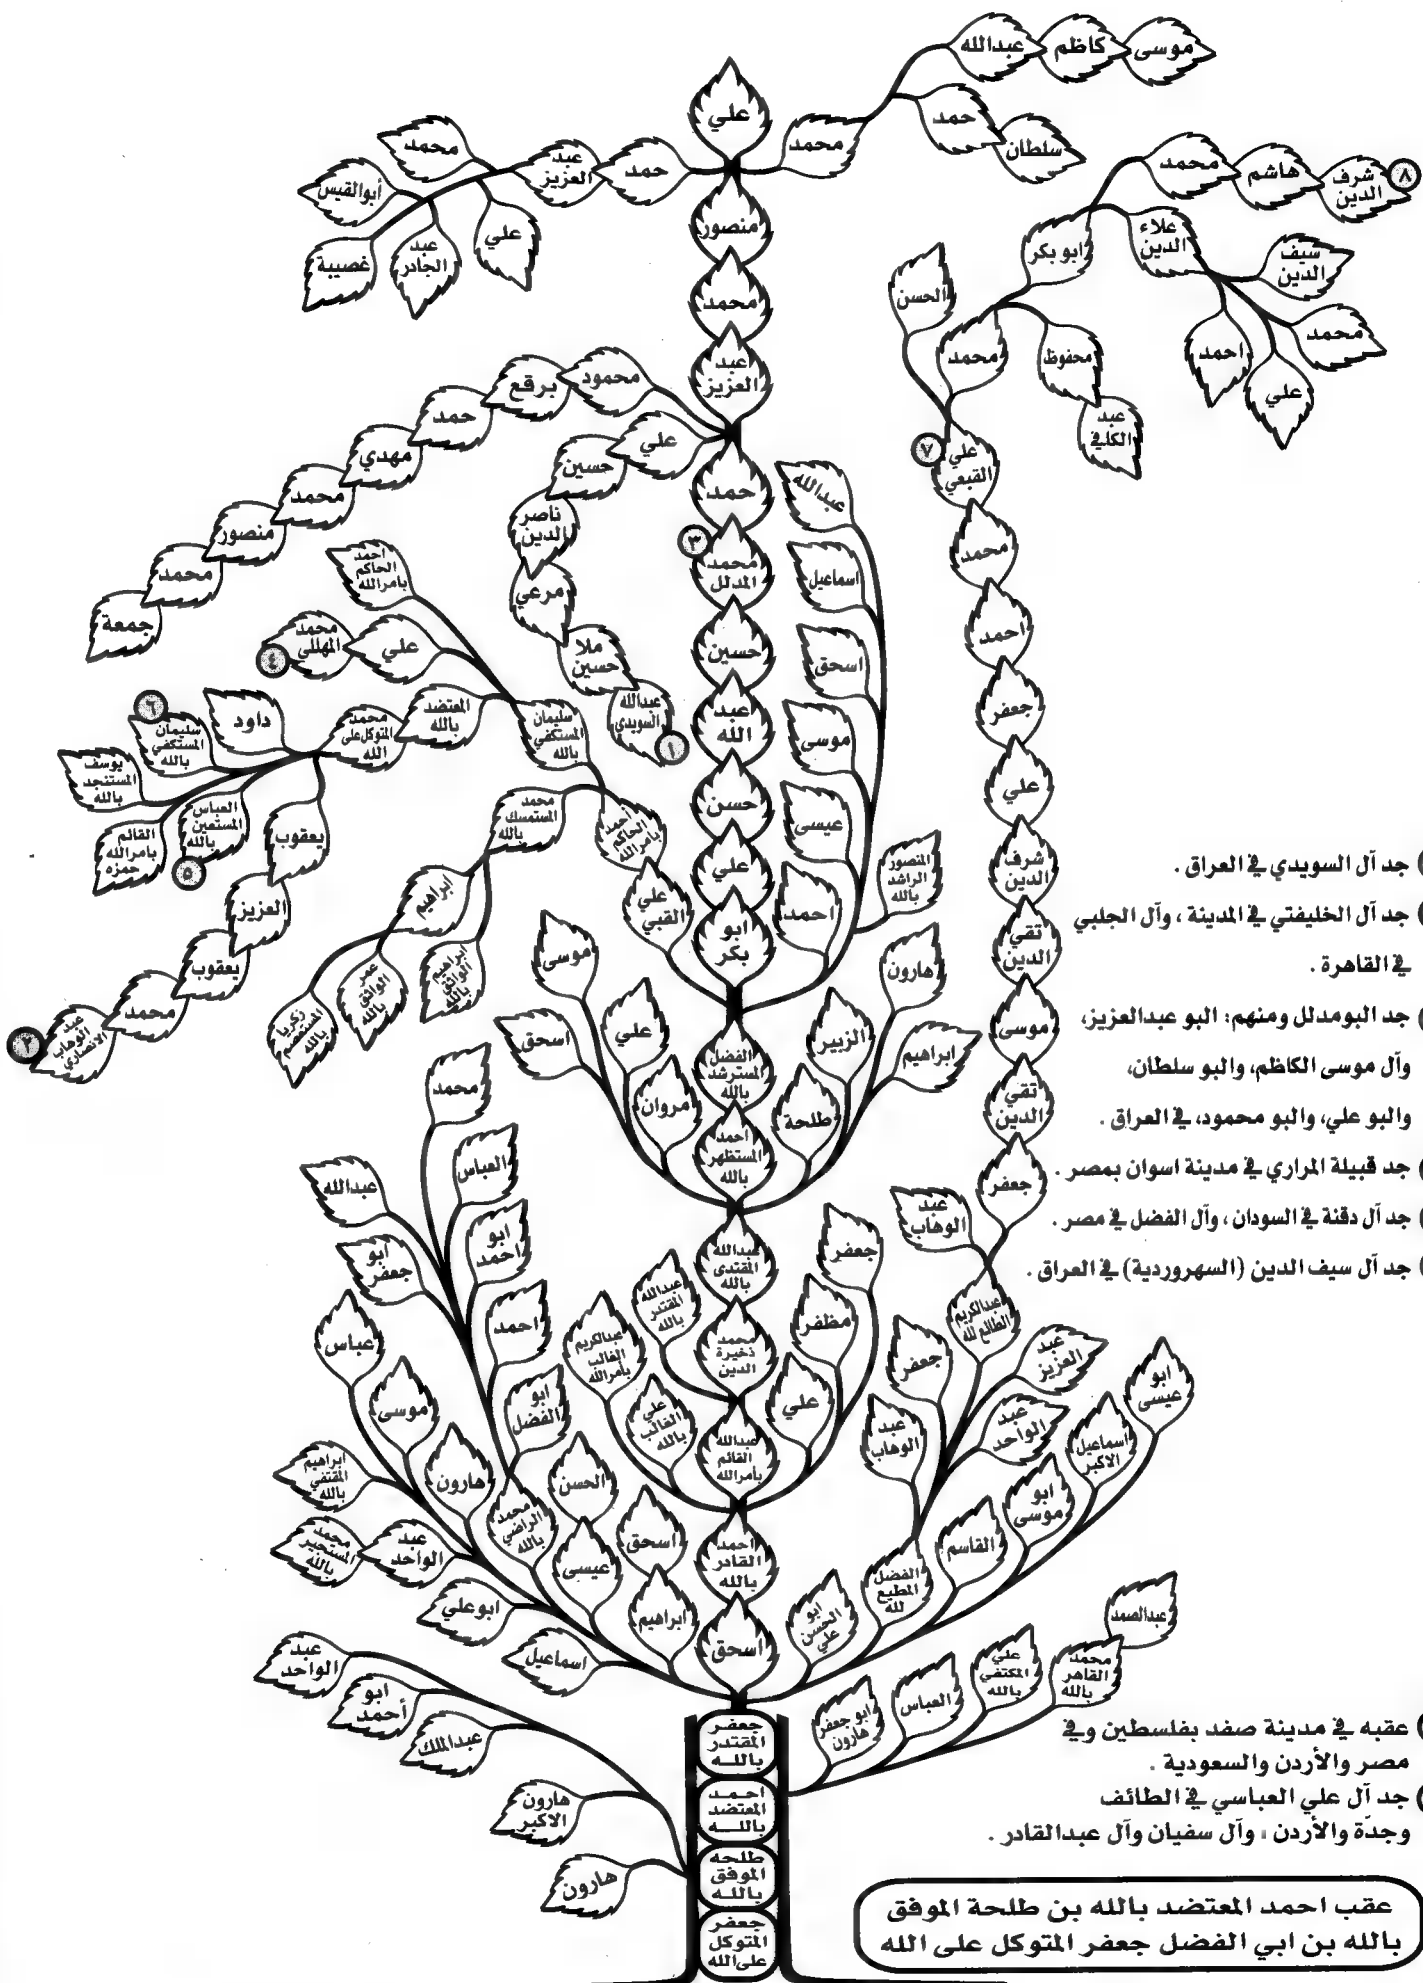 موسى
كاظم
عبدالله
حمد
سلطان
محمد
علي
حمد
عبد
العزيز
محمد
أبوالقيس
غصيبة
عبد
الجادر
علي
منصور
محمد
عبد
العزيز
محمود
برقع
حمد
مهدي
محمد
منصور
محمد
جمعة
علي
حسين
ناصر
الدين
مرعي
ملا
حسين
عبدالله
السويدي
١
حمد
٣
محمد
المدلل
حسين
عبد
الله
حسن
علي
ابو
بكر
عبدالله
اسماعيل
اسحق
موسى
عيسى
احمد
المنصور
الراشد
بالله
٨
شرف
الدين
هاشم
محمد
علاء
الدين
سيف
الدين
محمد
علي
احمد
ابو بكر
محفوظ
عبد
الكافي
محمد
الحسن
٧
علي
القبعي
محمد
احمد
جعفر
علي
شرف
الدين
تقي
الدين
موسى
تقي
الدين
جعفر
عبد
الوهاب
عبدالكريم
الطائع لله
احمد
الحاكم
بامرالله
علي
محمد
المهللي
٤
المعتضد
بالله
سليمان
المستكفي
بالله
محمد
المتوكل على
الله
داود
٦
سليمان
المستكفي
بالله
يوسف
المستنجد
بالله
القائم
بامرالله
حمزه
العباس
المستعين
بالله
٥
يعقوب
العزيز
يعقوب
محمد
عبد
الوهاب
الانصاري
٢
محمد
المستمسك
بالله
احمد
الحاكم
بامرالله
علي
القبي
ابراهيم
ابراهيم
الواثق
بالله
عمر
الواثق
بالله
زكريا
المعتصم
بالله
موسى
اسحق
علي
مروان
الفضل
المسترشد
بالله
احمد
المستظهر
بالله
طلحة
الزبير
هارون
ابراهيم
عبدالله
المقتدى
بالله
محمد
ذخيرة
الدين
عبدالله
المقتدر
بالله
عبدالله
القائم
بأمرالله
عبدالكريم
الغالب
بأمرالله
علي
الغالب
بالله
علي
مظفر
جعفر
محمد
العباس
عبدالله
ابو
جعفر
ابو
احمد
احمد
ابو
الفضل
محمد
الراضي
بالله
عباس
موسى
هارون
ابراهيم
المقتفي
بالله
عبد
الواحد
محمد
المستجير
بالله
ابوعلي
اسماعيل
الحسن
عيسى
اسحق
ابراهيم
احمد
القادر
بالله
اسحق
جعفر
عبد
الوهاب
عبد
العزيز
عبد
الواحد
الفضل
المطيع
لله
ابو
الحسن
علي
القاسم
ابو
موسى
اسماعيل
الاكبر
ابو
عيسى
عبدالصمد
محمد
القاهر
بالله
علي
المكتفي
بالله
العباس
ابو جعفر
هارون
عبد
الواحد
ابو
أحمد
عبدالملك
هارون
الاكبر
هارون
جعفر
المقتدر
بالله
احمد
المعتضد
بالله
طلحه
الموفق
بالله
جعفر
المتوكل
على الله
جد آل السويدي في العراق .
جد آل الخليفتي في المدينة ، وآل الجلبي
في القاهرة .
جد البومدلل ومنهم: البو عبدالعزيز،
وآل موسى الكاظم، والبو سلطان،
والبو علي، والبو محمود، في العراق .
جد قبيلة المراري في مدينة اسوان بمصر .
جد آل دقنة في السودان ، وآل الفضل في مصر .
جد آل سيف الدين (السهروردية) في العراق .
عقبه في مدينة صفد بفلسطين وفي
مصر والأردن والسعودية .
جد آل علي العباسي في الطائف
وجدة والأردن ، وآل سفيان وآل عبدالقادر .
عقب احمد المعتضد بالله بن طلحة الموفق
بالله بن ابي الفضل جعفر المتوكل على الله